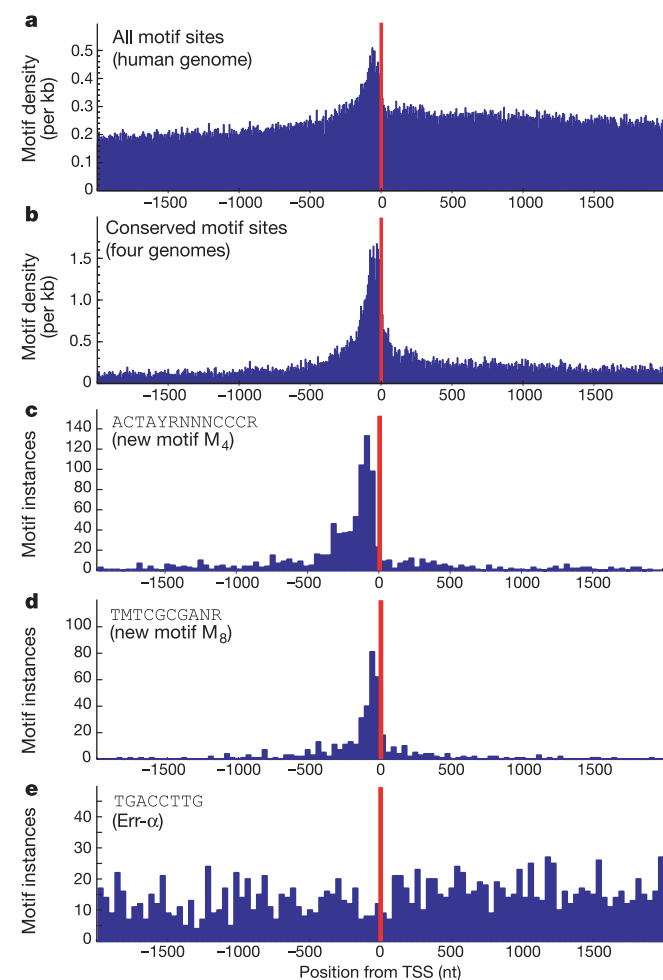 a
All motif sites
(human genome)
Motif density
(per kb)
0.5
0.4
0.3
0.2
0.1
0
−1500 −1000 −500 0 500 1000 1500
b
Conserved motif sites
(four genomes)
Motif density
(per kb)
1.5
1.0
0.5
0
−1500 −1000 −500 0 500 1000 1500
c
ACTAYRNNNCCCR
(new motif M₄)
Motif instances
140
120
100
80
60
40
20
0
−1500 −1000 −500 0 500 1000 1500
d
TMTCGCGANR
(new motif M₈)
Motif instances
100
80
60
40
20
0
−1500 −1000 −500 0 500 1000 1500
e
TGACCTTG
(Err-α)
Motif instances
40
30
20
10
0
−1500 −1000 −500 0 500 1000 1500
Position from TSS (nt)